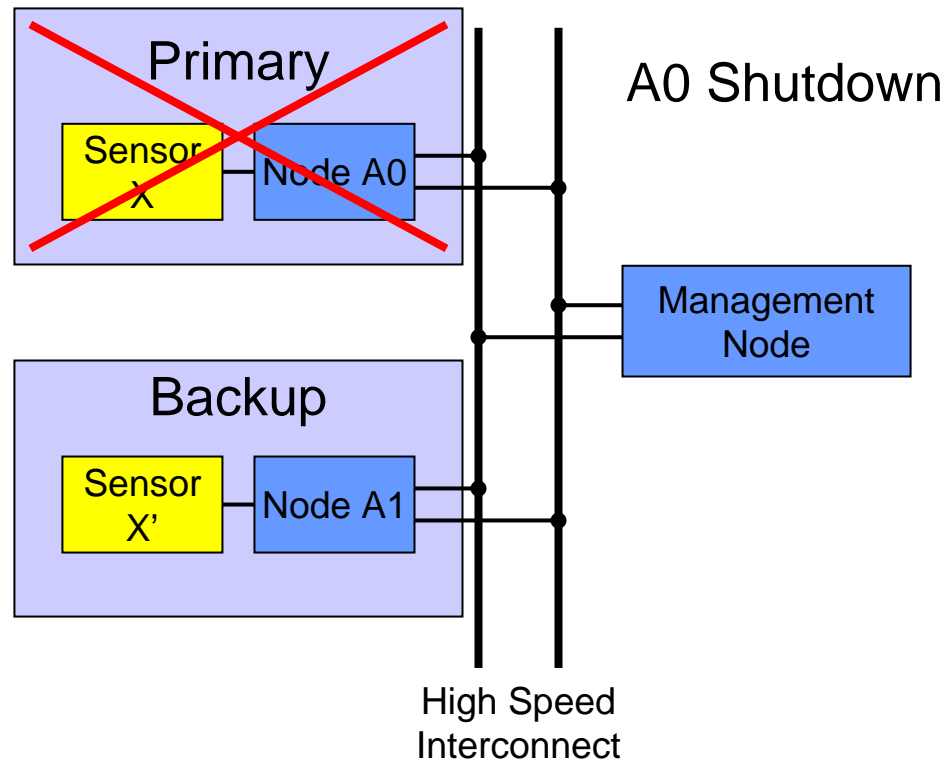 Primary
A0 Shutdown
Sensor
X
Node A0
Management
Node
Backup
Sensor
X’
Node A1
High Speed
Interconnect